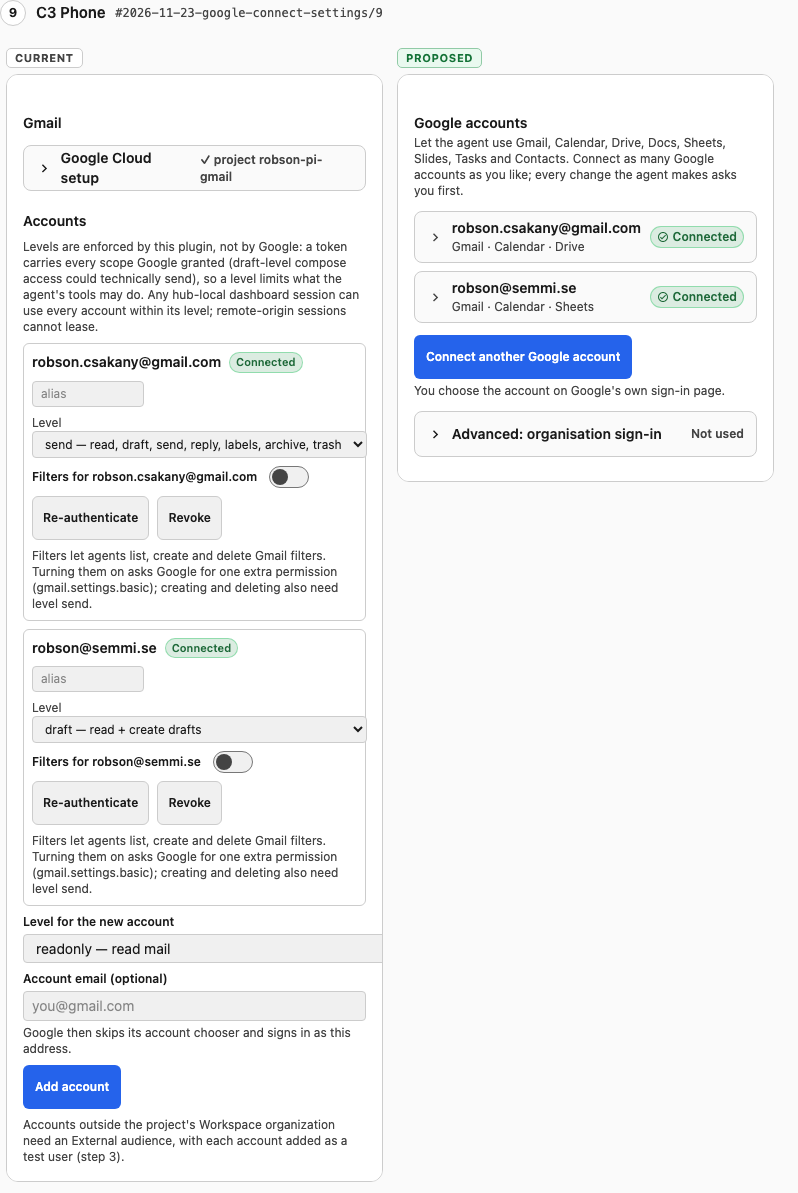 9 C3 Phone #2026-11-23-google-connect-settings/9
CURRENT
Gmail
Google Cloud
setup
✓ project robson-pi-
gmail
Accounts
Levels are enforced by this plugin, not by Google: a token
carries every scope Google granted (draft-level compose
access could technically send), so a level limits what the
agent's tools may do. Any hub-local dashboard session can
use every account within its level; remote-origin sessions
cannot lease.
robson.csakany@gmail.com Connected
alias
Level
send — read, draft, send, reply, labels, archive, trash
Filters for robson.csakany@gmail.com
Re-authenticate Revoke
Filters let agents list, create and delete Gmail filters.
Turning them on asks Google for one extra permission
(gmail.settings.basic); creating and deleting also need
level send.
robson@semmi.se Connected
alias
Level
draft — read + create drafts
Filters for robson@semmi.se
Re-authenticate Revoke
Filters let agents list, create and delete Gmail filters.
Turning them on asks Google for one extra permission
(gmail.settings.basic); creating and deleting also need
level send.
Level for the new account
readonly — read mail
Account email (optional)
you@gmail.com
Google then skips its account chooser and signs in as this
address.
Add account
Accounts outside the project's Workspace organization
need an External audience, with each account added as a
test user (step 3).
PROPOSED
Google accounts
Let the agent use Gmail, Calendar, Drive, Docs, Sheets,
Slides, Tasks and Contacts. Connect as many Google
accounts as you like; every change the agent makes asks
you first.
robson.csakany@gmail.com Connected
Gmail · Calendar · Drive
robson@semmi.se Connected
Gmail · Calendar · Sheets
Connect another Google account
You choose the account on Google's own sign-in page.
Advanced: organisation sign-in Not used